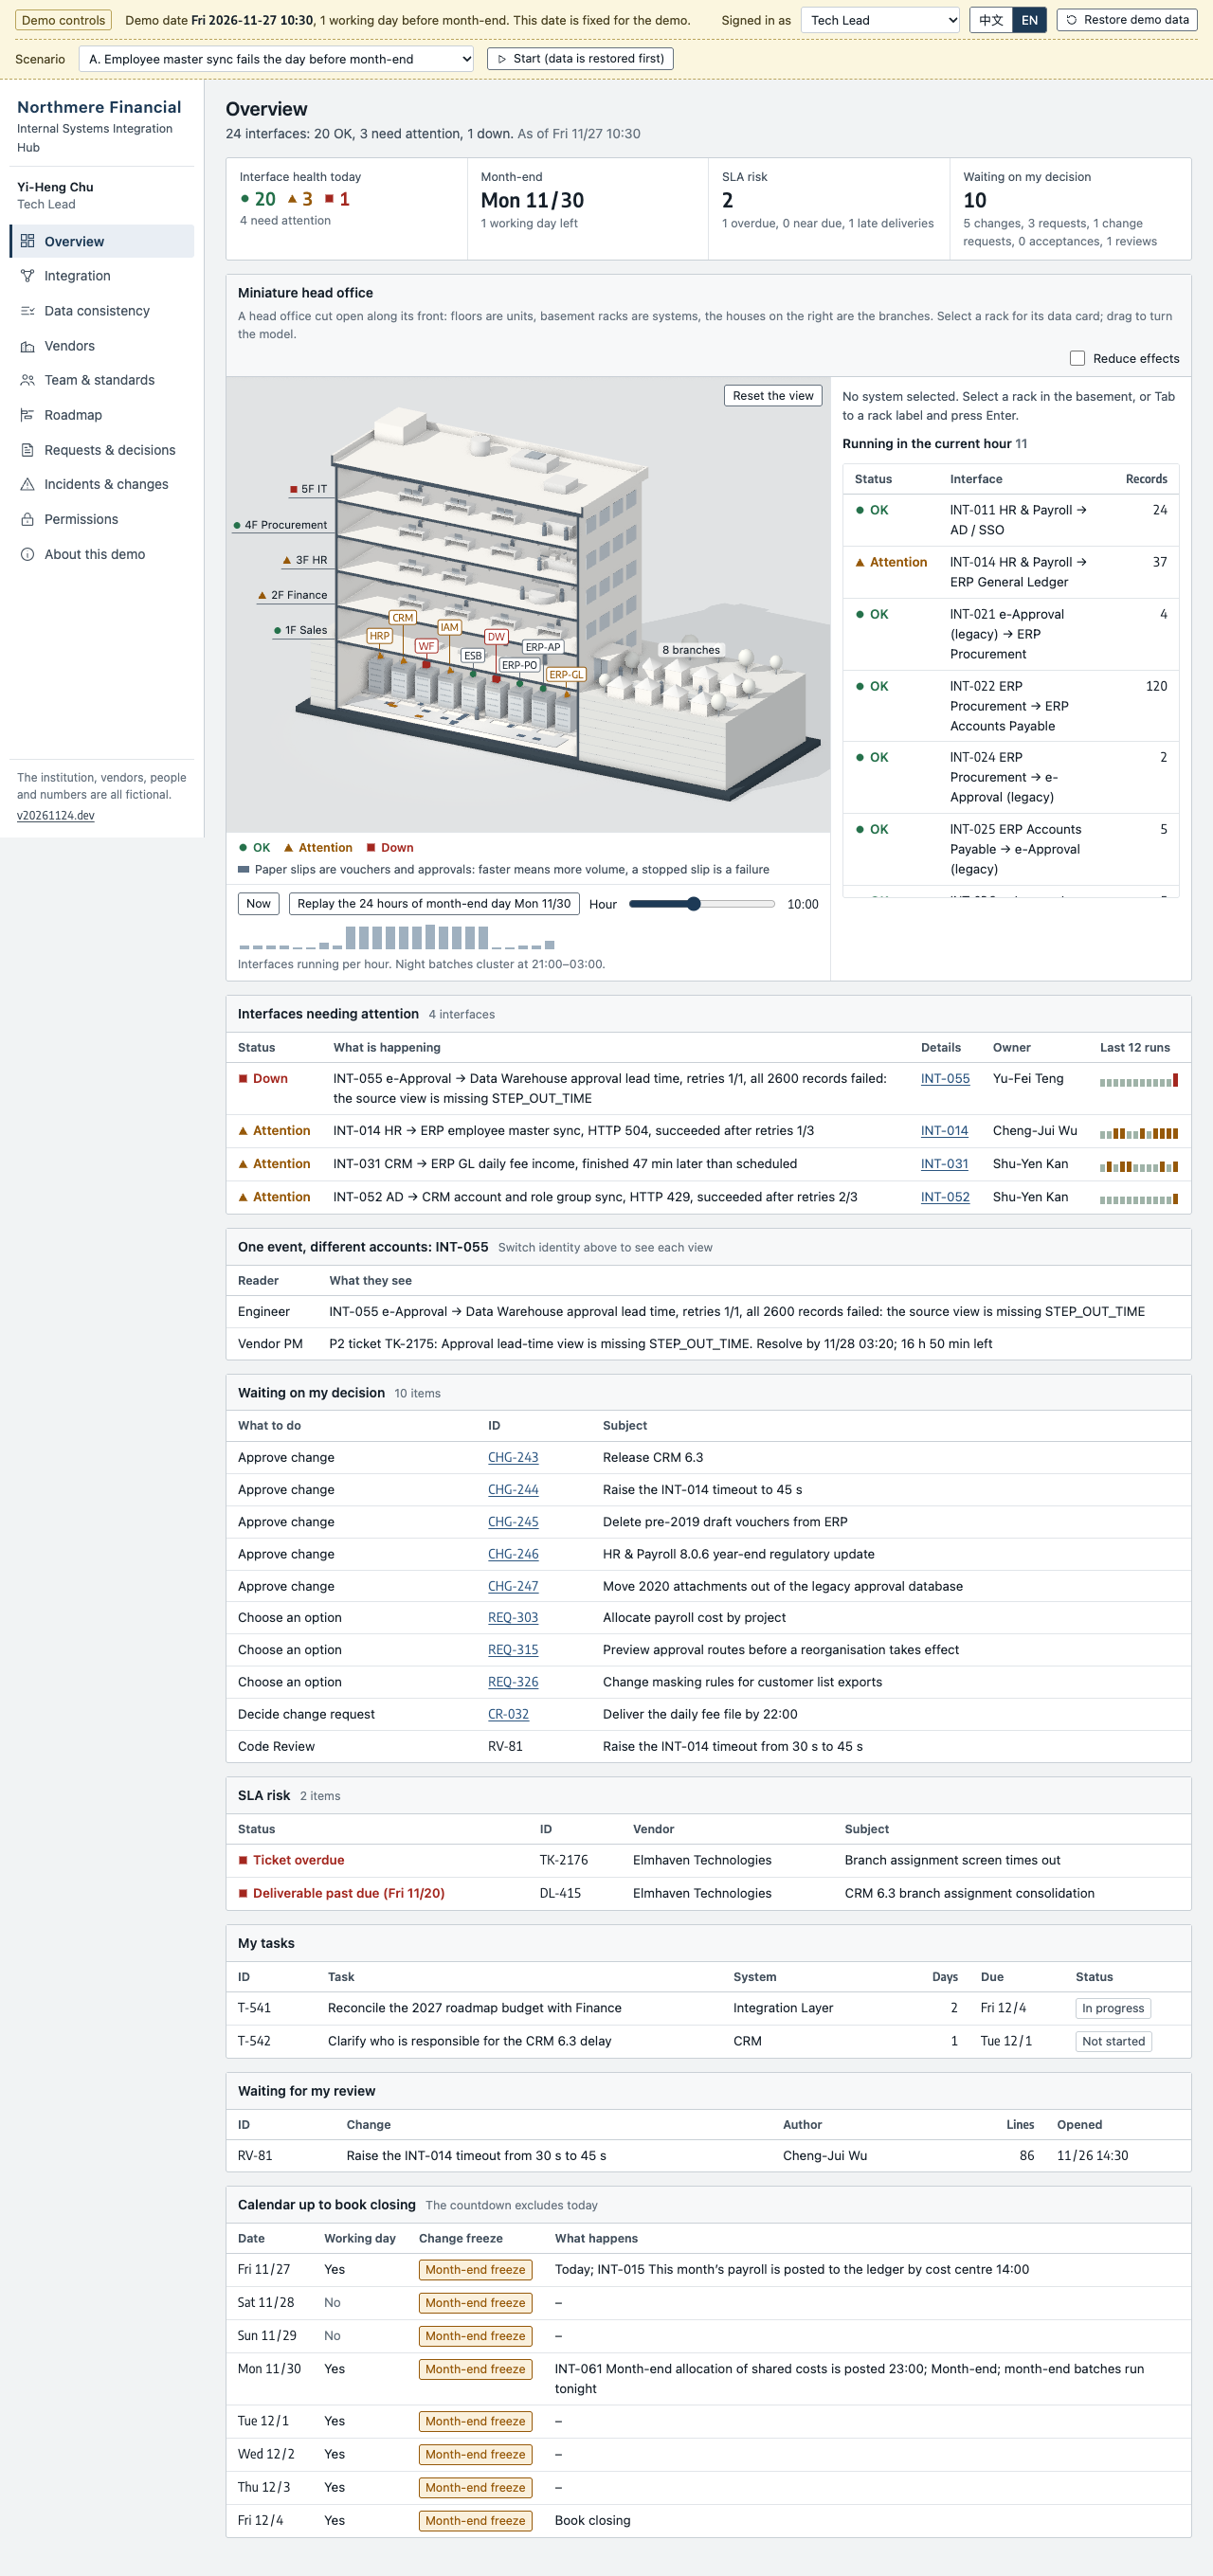 Demo controls
Demo date Fri 2026-11-27 10:30, 1 working day before month-end. This date is fixed for the demo.
Signed in as
Tech Lead
中文
EN
Restore demo data
Scenario
A. Employee master sync fails the day before month-end
Start (data is restored first)
Northmere Financial
Internal Systems Integration
Hub
Yi-Heng Chu
Tech Lead
Overview
Integration
Data consistency
Vendors
Team & standards
Roadmap
Requests & decisions
Incidents & changes
Permissions
About this demo
The institution, vendors, people
and numbers are all fictional.
v20261124.dev
Overview
24 interfaces: 20 OK, 3 need attention, 1 down. As of Fri 11/27 10:30
Interface health today
20 3 1
4 need attention
Month-end
Mon 11/30
1 working day left
SLA risk
2
1 overdue, 0 near due, 1 late deliveries
Waiting on my decision
10
5 changes, 3 requests, 1 change
requests, 0 acceptances, 1 reviews
Miniature head office
A head office cut open along its front: floors are units, basement racks are systems, the houses on the right are the branches. Select a rack for its data card; drag to turn
the model.
Reduce effects
Reset the view
5F IT
4F Procurement
3F HR
2F Finance
1F Sales
CRM
HRP
IAM
WF
DW
ESB
ERP-AP
ERP-PO
ERP-GL
8 branches
OK Attention Down
Paper slips are vouchers and approvals: faster means more volume, a stopped slip is a failure
Now
Replay the 24 hours of month-end day Mon 11/30
Hour
10:00
Interfaces running per hour. Night batches cluster at 21:00–03:00.
No system selected. Select a rack in the basement, or Tab
to a rack label and press Enter.
Running in the current hour 11
Status Interface Records
OK INT-011 HR & Payroll → 24
AD / SSO
Attention INT-014 HR & Payroll → 37
ERP General Ledger
OK INT-021 e-Approval 4
(legacy) → ERP
Procurement
OK INT-022 ERP 120
Procurement → ERP
Accounts Payable
OK INT-024 ERP 2
Procurement → e-
Approval (legacy)
OK INT-025 ERP Accounts 5
Payable → e-Approval
(legacy)
Interfaces needing attention 4 interfaces
Status What is happening Details Owner Last 12 runs
Down INT-055 e-Approval → Data Warehouse approval lead time, retries 1/1, all 2600 records failed: INT-055 Yu-Fei Teng
the source view is missing STEP_OUT_TIME
Attention INT-014 HR → ERP employee master sync, HTTP 504, succeeded after retries 1/3 INT-014 Cheng-Jui Wu
Attention INT-031 CRM → ERP GL daily fee income, finished 47 min later than scheduled INT-031 Shu-Yen Kan
Attention INT-052 AD → CRM account and role group sync, HTTP 429, succeeded after retries 2/3 INT-052 Shu-Yen Kan
One event, different accounts: INT-055 Switch identity above to see each view
Reader What they see
Engineer INT-055 e-Approval → Data Warehouse approval lead time, retries 1/1, all 2600 records failed: the source view is missing STEP_OUT_TIME
Vendor PM P2 ticket TK-2175: Approval lead-time view is missing STEP_OUT_TIME. Resolve by 11/28 03:20; 16 h 50 min left
Waiting on my decision 10 items
What to do ID Subject
Approve change CHG-243 Release CRM 6.3
Approve change CHG-244 Raise the INT-014 timeout to 45 s
Approve change CHG-245 Delete pre-2019 draft vouchers from ERP
Approve change CHG-246 HR & Payroll 8.0.6 year-end regulatory update
Approve change CHG-247 Move 2020 attachments out of the legacy approval database
Choose an option REQ-303 Allocate payroll cost by project
Choose an option REQ-315 Preview approval routes before a reorganisation takes effect
Choose an option REQ-326 Change masking rules for customer list exports
Decide change request CR-032 Deliver the daily fee file by 22:00
Code Review RV-81 Raise the INT-014 timeout from 30 s to 45 s
SLA risk 2 items
Status ID Vendor Subject
Ticket overdue TK-2176 Elmhaven Technologies Branch assignment screen times out
Deliverable past due (Fri 11/20) DL-415 Elmhaven Technologies CRM 6.3 branch assignment consolidation
My tasks
ID Task System Days Due Status
T-541 Reconcile the 2027 roadmap budget with Finance Integration Layer 2 Fri 12/4 In progress
T-542 Clarify who is responsible for the CRM 6.3 delay CRM 1 Tue 12/1 Not started
Waiting for my review
ID Change Author Lines Opened
RV-81 Raise the INT-014 timeout from 30 s to 45 s Cheng-Jui Wu 86 11/26 14:30
Calendar up to book closing The countdown excludes today
Date Working day Change freeze What happens
Fri 11/27 Yes Month-end freeze Today; INT-015 This month's payroll is posted to the ledger by cost centre 14:00
Sat 11/28 No Month-end freeze –
Sun 11/29 No Month-end freeze –
Mon 11/30 Yes Month-end freeze INT-061 Month-end allocation of shared costs is posted 23:00; Month-end; month-end batches run
tonight
Tue 12/1 Yes Month-end freeze –
Wed 12/2 Yes Month-end freeze –
Thu 12/3 Yes Month-end freeze –
Fri 12/4 Yes Month-end freeze Book closing